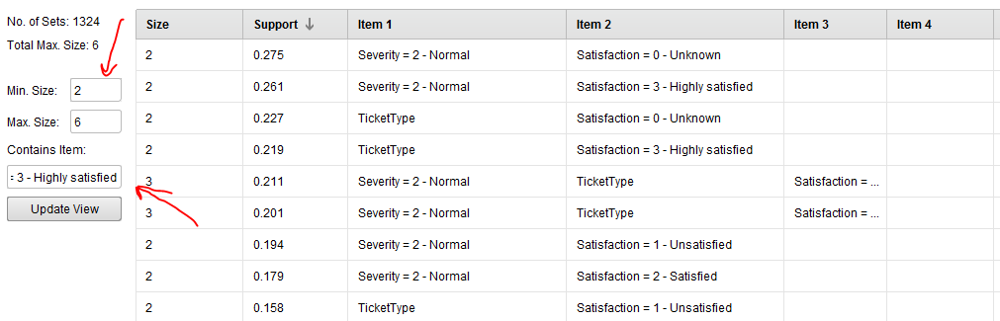 No. of Sets: 1324
Total Max. Size: 6
Min. Size: 2
Max. Size: 6
Contains Item:
= 3 - Highly satisfied
Update View
Size Support Item 1 Item 2 Item 3 Item 4
2 0.275 Severity = 2 - Normal Satisfaction = 0 - Unknown
2 0.261 Severity = 2 - Normal Satisfaction = 3 - Highly satisfied
2 0.227 TicketType Satisfaction = 0 - Unknown
2 0.219 TicketType Satisfaction = 3 - Highly satisfied
3 0.211 Severity = 2 - Normal TicketType Satisfaction = ...
3 0.201 Severity = 2 - Normal TicketType Satisfaction = ...
2 0.194 Severity = 2 - Normal Satisfaction = 1 - Unsatisfied
2 0.179 Severity = 2 - Normal Satisfaction = 2 - Satisfied
2 0.158 TicketType Satisfaction = 1 - Unsatisfied